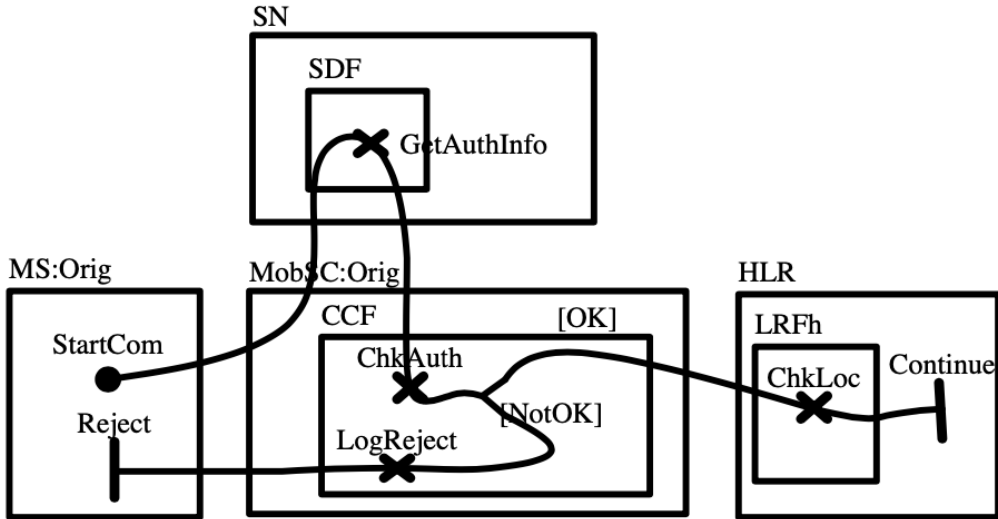 SN
SDF
GetAuthInfo
MS:Orig
MobSC:Orig
HLR
CCF
[OK]
LRFh
StartCom
ChkAuth
ChkLoc
Continue
Reject
[NotOK]
LogReject